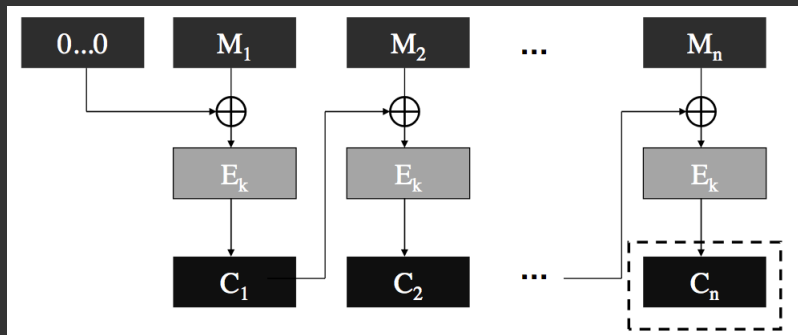 0...0 M₁ M₂ ... Mₙ
Eₖ Eₖ Eₖ
C₁ C₂ ... Cₙ